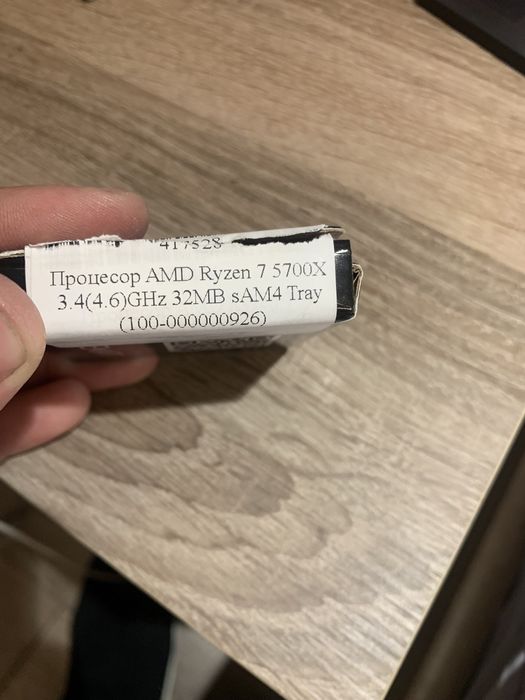 417528
Процесор AMD Ryzen 7 5700X
3.4(4.6)GHz 32MB sAM4 Tray
(100-000000926)